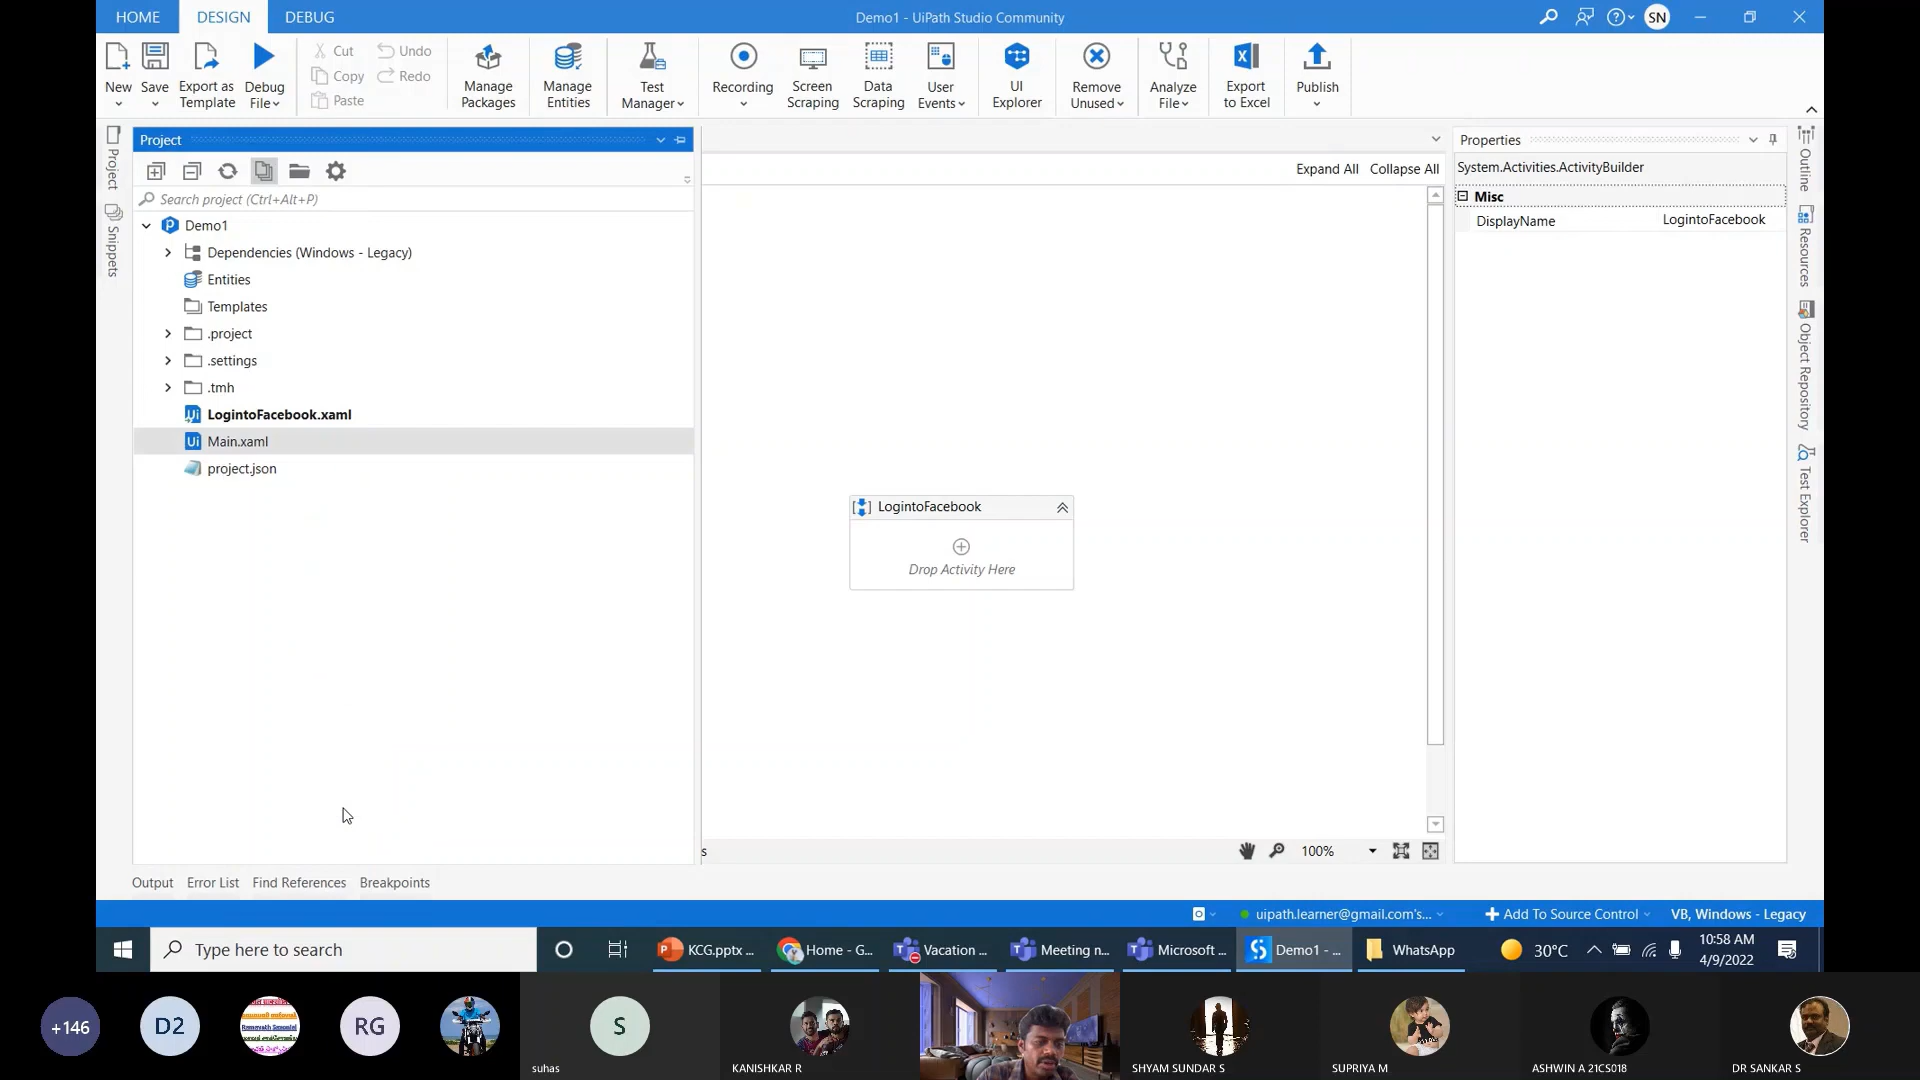 HOME
DESIGN
DEBUG
Demo1 - UiPath Studio Community
SN
New
Save
Export as
Template
Debug
File
Cut
Copy
Paste
Undo
Redo
Manage
Packages
Manage
Entities
Test
Manager
Recording
Screen
Scraping
Data
Scraping
User
Events
UI
Explorer
Remove
Unused
Analyze
File
Export
to Excel
Publish
Project
Snippets
Project
Search project (Ctrl+Alt+P)
Demo1
Dependencies (Windows - Legacy)
Entities
Templates
.project
.settings
.tmh
LogintoFacebook.xaml
Main.xaml
project.json
Expand All
Collapse All
LogintoFacebook
Drop Activity Here
s
100%
Properties
System.Activities.ActivityBuilder
Misc
DisplayName
LogintoFacebook
Outline
Resources
Object Repository
Test Explorer
Output
Error List
Find References
Breakpoints
uipath.learner@gmail.com's...
Add To Source Control
VB, Windows - Legacy
Type here to search
KCG.pptx ...
Home - G...
Vacation ...
Meeting n...
Microsoft ...
Demo1 - ...
WhatsApp
30°C
10:58 AM
4/9/2022
+146
D2
RG
S
suhas
KANISHKAR R
SHYAM SUNDAR S
SUPRIYA M
ASHWIN A 21CS018
DR SANKAR S